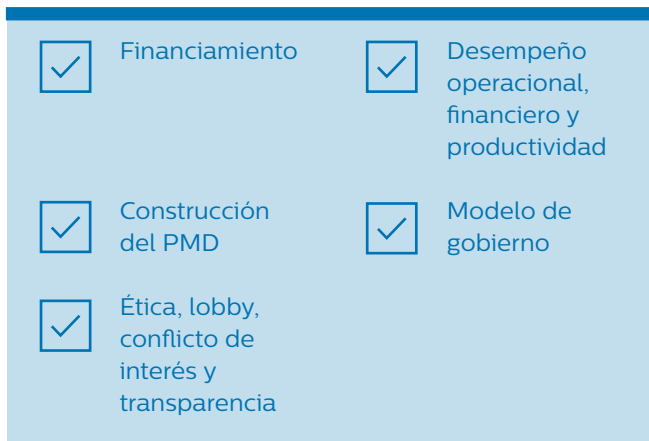 Financiamiento
Desempeño
operacional,
financiero y
productividad
Construcción
del PMD
Modelo de
gobierno
Ética, lobby,
conflicto de
interés y
transparencia